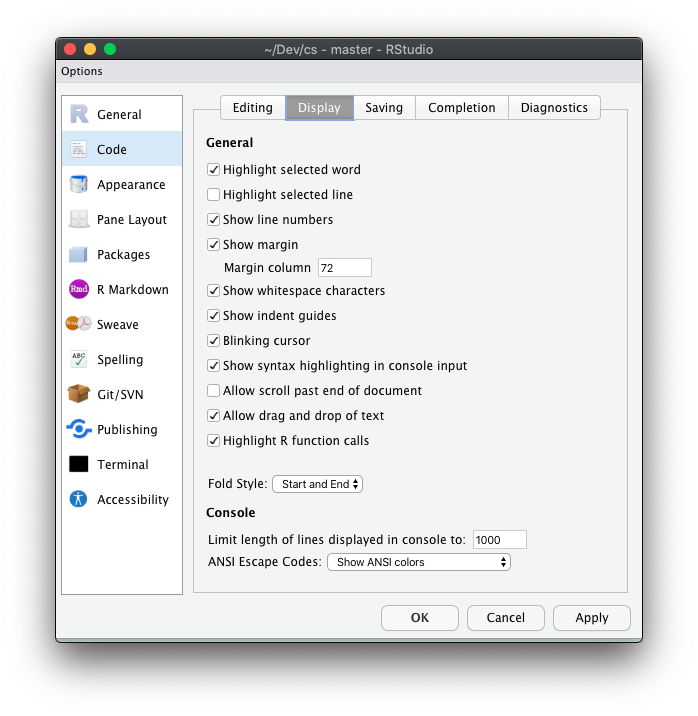 ~/Dev/cs - master - RStudio
Options
R General
Code
Appearance
Pane Layout
Packages
Rmd R Markdown
Sweave
ABC Spelling
Git/SVN
Publishing
Terminal
Accessibility
Editing Display Saving Completion Diagnostics
General
Highlight selected word
Highlight selected line
Show line numbers
Show margin
Margin column 72
Show whitespace characters
Show indent guides
Blinking cursor
Show syntax highlighting in console input
Allow scroll past end of document
Allow drag and drop of text
Highlight R function calls
Fold Style: Start and End
Console
Limit length of lines displayed in console to: 1000
ANSI Escape Codes: Show ANSI colors
OK Cancel Apply